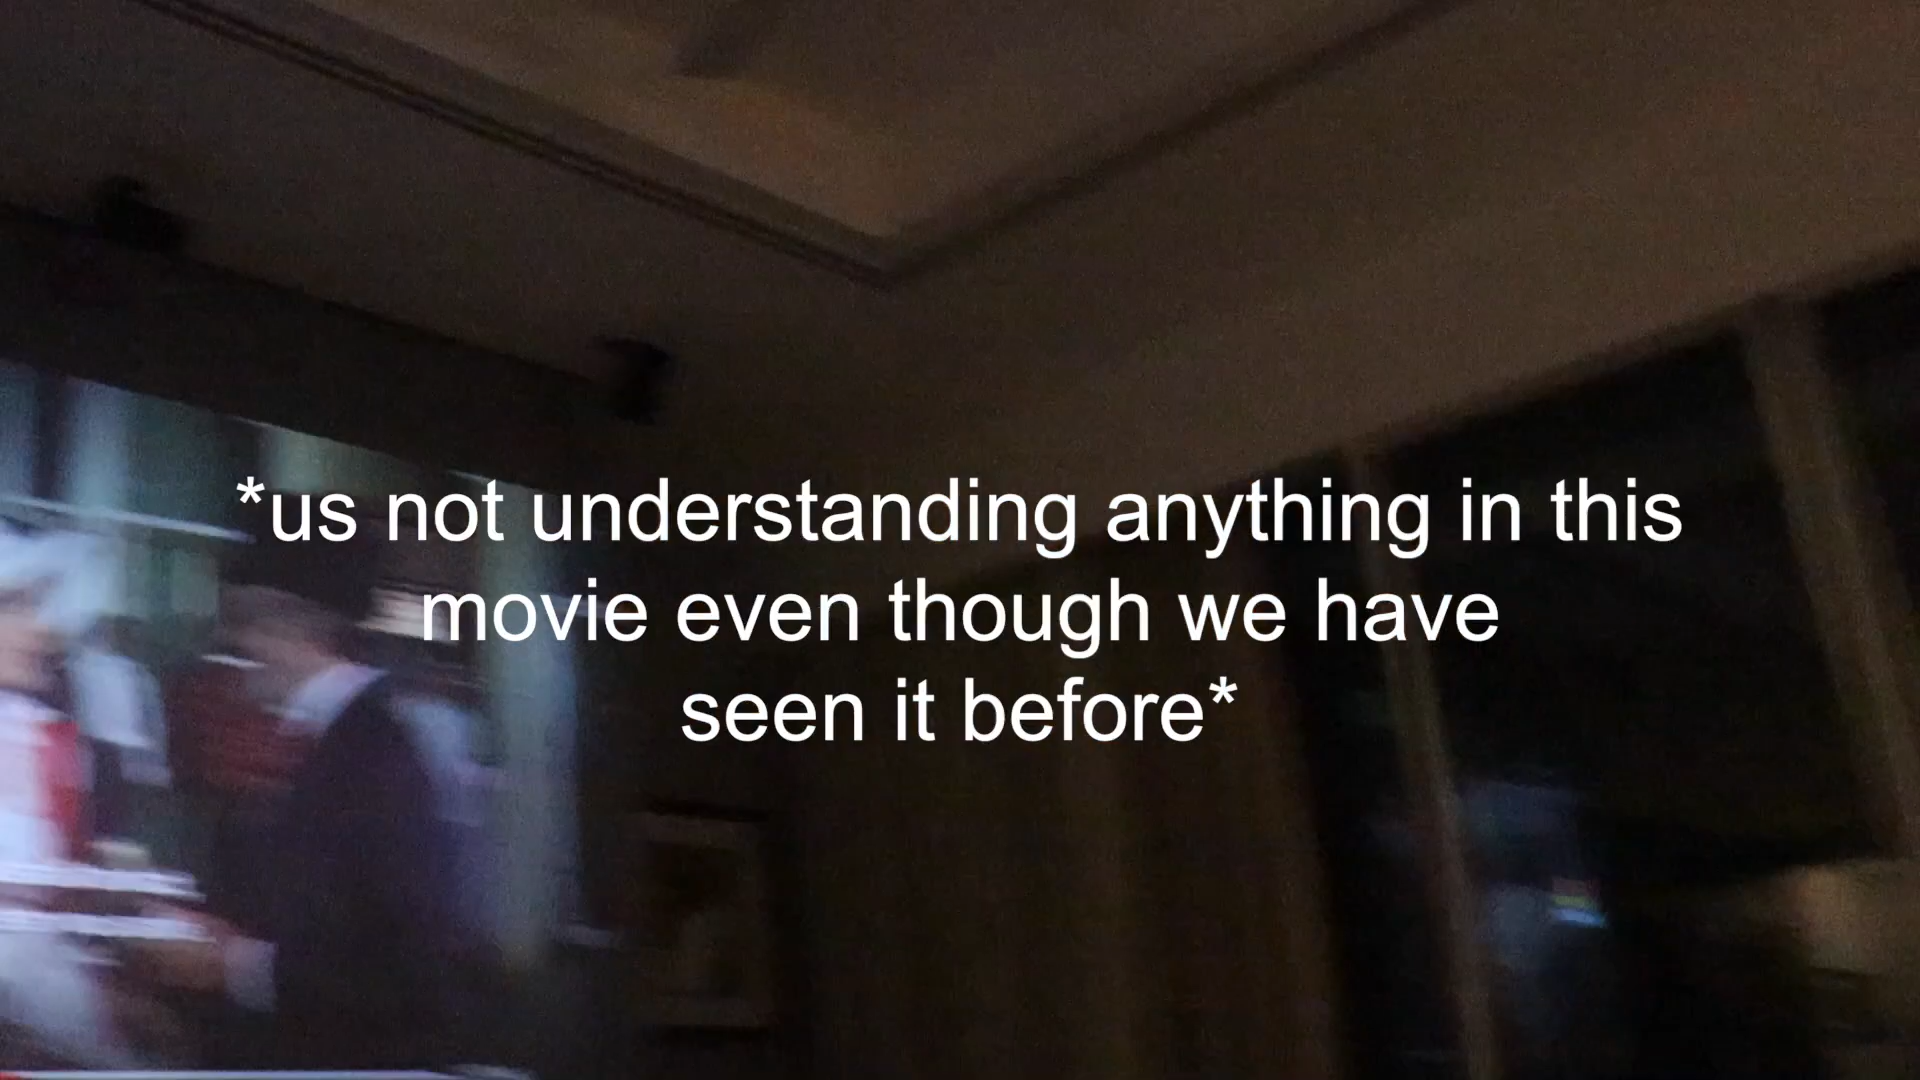 *us not understanding anything in this
movie even though we have
seen it before*